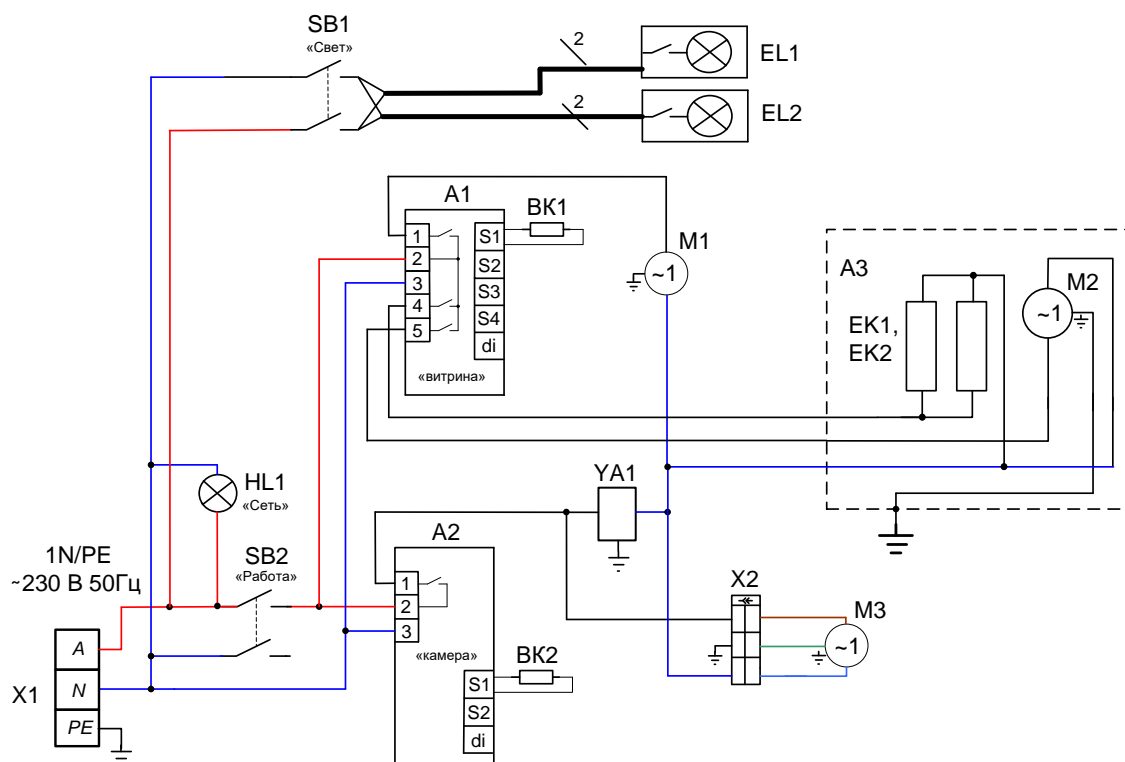 SB1
«Свет»
2
EL1
2
EL2
A1
BK1
1
2
3
4
5
S1
S2
S3
S4
di
«витрина»
M1
~1
A3
EK1,
EK2
M2
~1
HL1
«Сеть»
YA1
A2
1N/PE
~230 В 50Гц
SB2
«Работа»
1
2
3
«камера»
X2
M3
~1
BK2
S1
S2
di
X1
A
N
PE